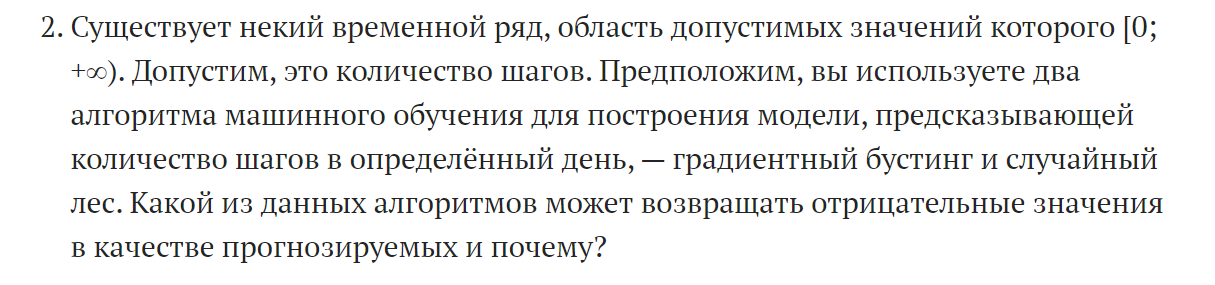 2. Существует некий временной ряд, область допустимых значений которого [0;
+∞). Допустим, это количество шагов. Предположим, вы используете два
алгоритма машинного обучения для построения модели, предсказывающей
количество шагов в определённый день, — градиентный бустинг и случайный
лес. Какой из данных алгоритмов может возвращать отрицательные значения
в качестве прогнозируемых и почему?